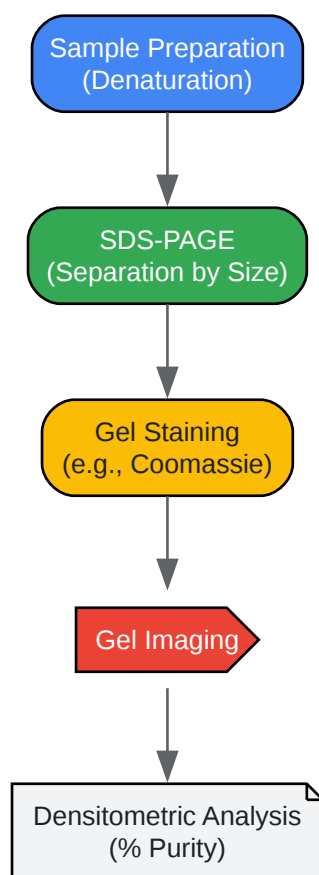 Sample Preparation
(Denaturation)
SDS-PAGE
(Separation by Size)
Gel Staining
(e.g., Coomassie)
Gel Imaging
Densitometric Analysis
(% Purity)